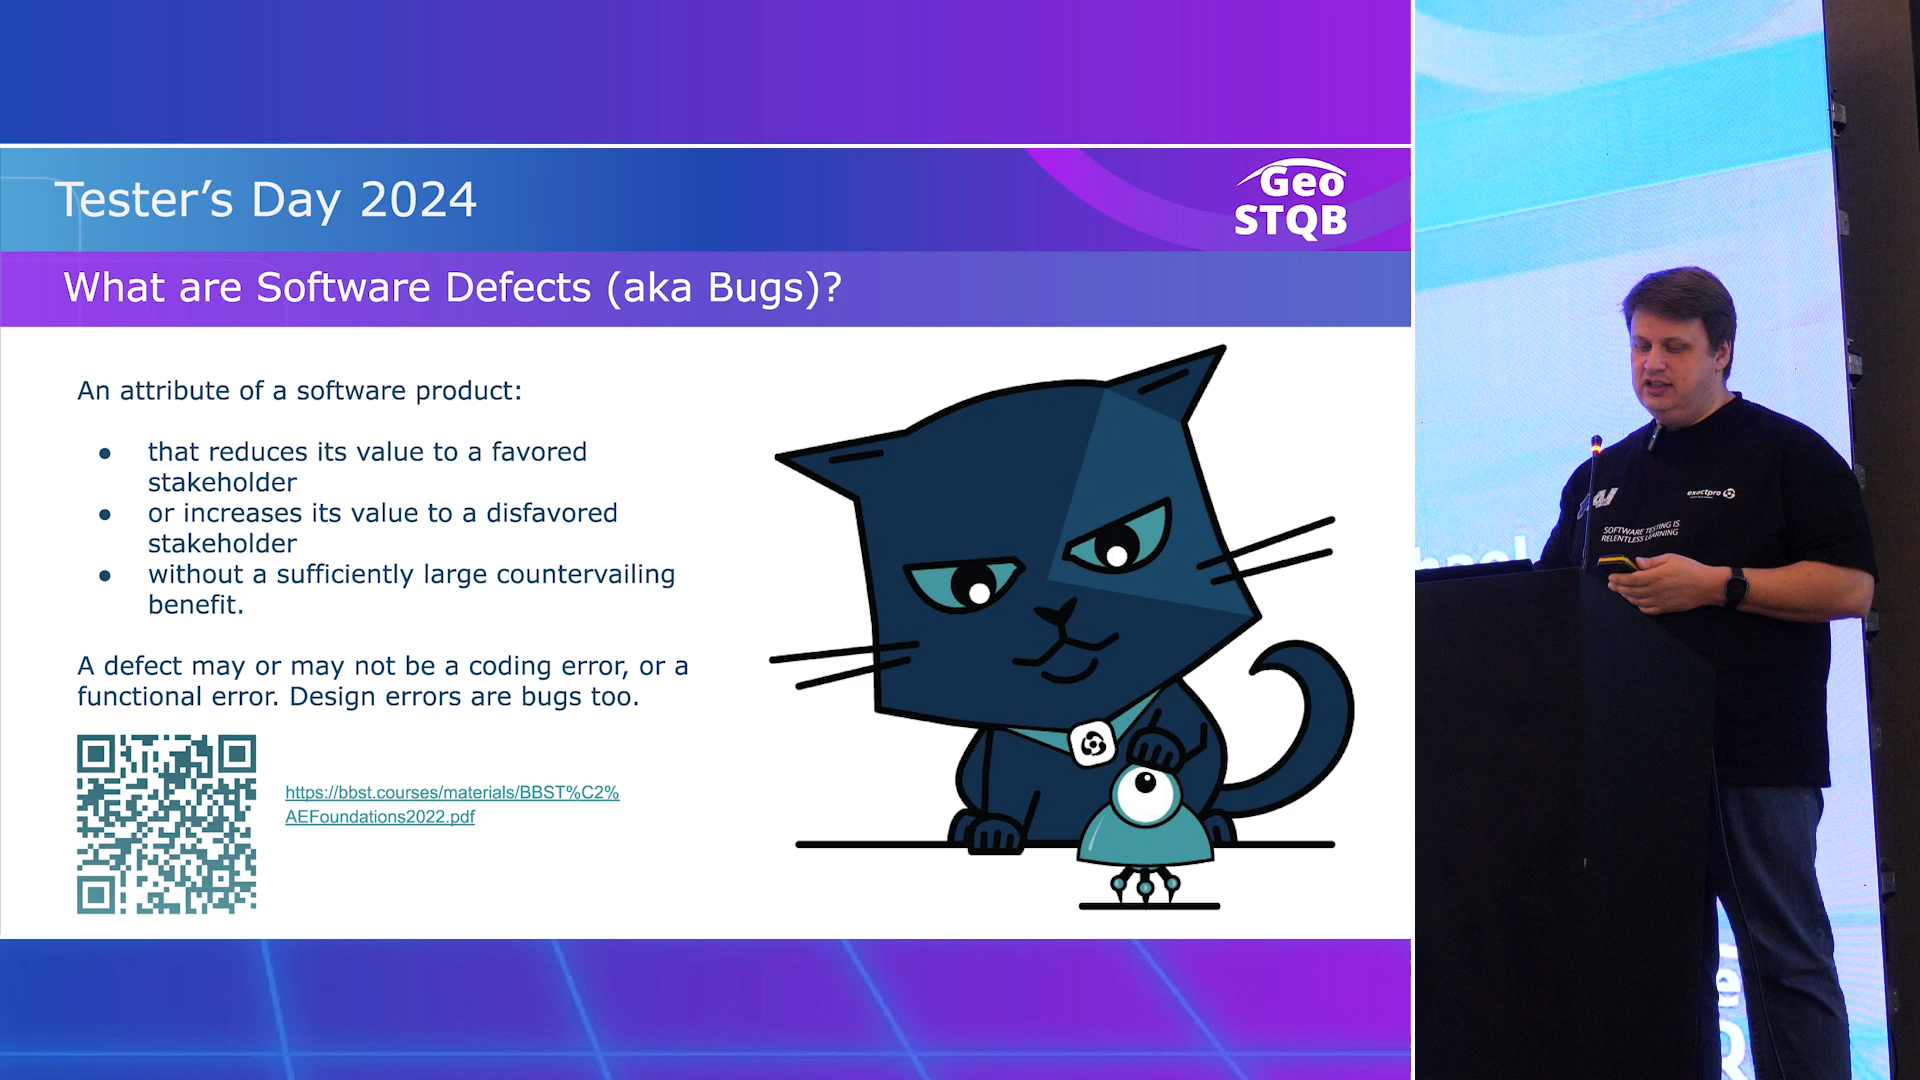 Tester's Day 2024
Geo
STQB
What are Software Defects (aka Bugs)?
An attribute of a software product:
● that reduces its value to a favored
stakeholder
● or increases its value to a disfavored
stakeholder
● without a sufficiently large countervailing
benefit.
A defect may or may not be a coding error, or a
functional error. Design errors are bugs too.
https://bbst.courses/materials/BBST%C2%
AEFoundations2022.pdf
exactpro
SOFTWARE TESTING IS
RELENTLESS LEARNING